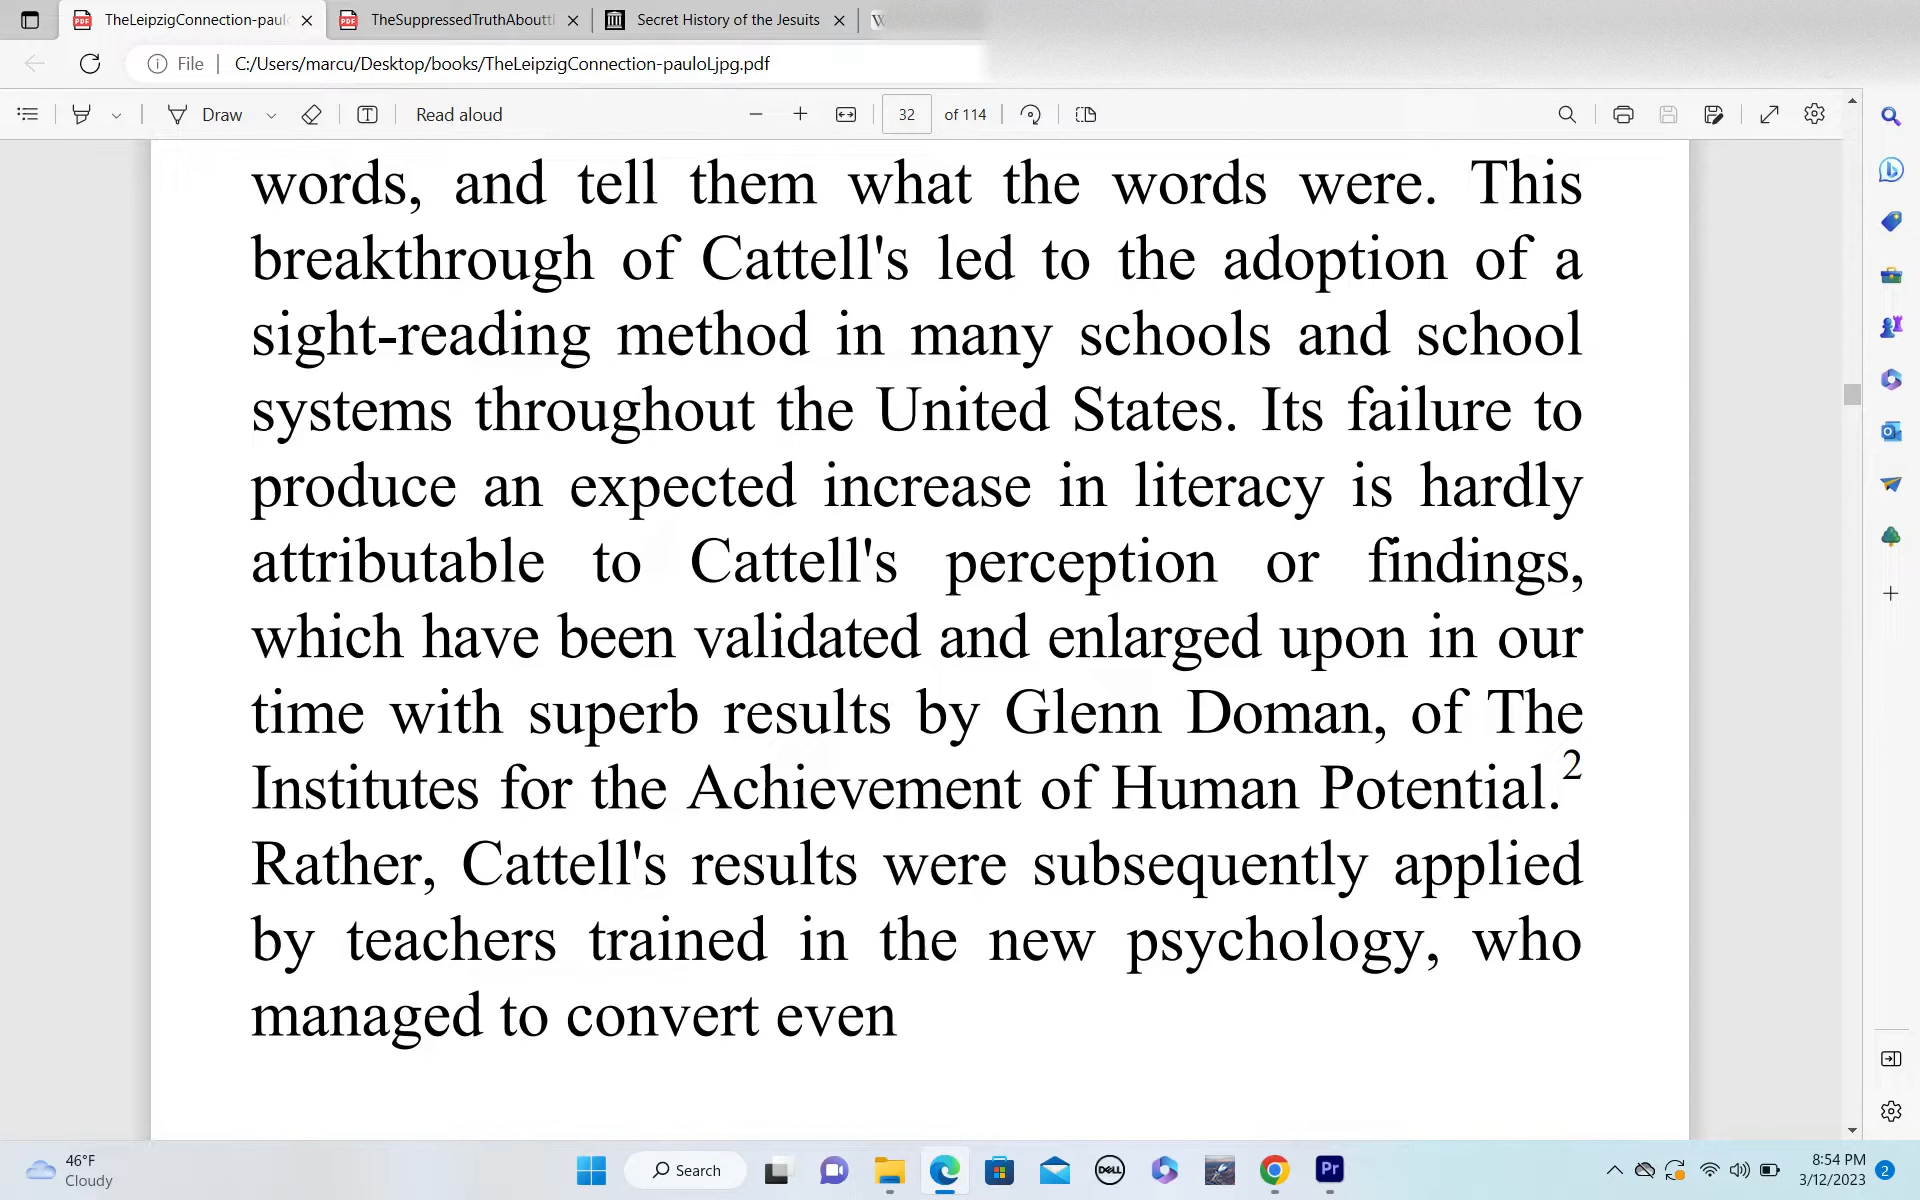 TheLeipzigConnection-paul
TheSuppressedTruthAboutt
Secret History of the Jesuits
W
File
C:/Users/marcu/Desktop/books/TheLeipzigConnection-pauloLjpg.pdf
Draw
Read aloud
32 of 114
words, and tell them what the words were. This
breakthrough of Cattell's led to the adoption of a
sight-reading method in many schools and school
systems throughout the United States. Its failure to
produce an expected increase in literacy is hardly
attributable to Cattell's perception or findings,
which have been validated and enlarged upon in our
time with superb results by Glenn Doman, of The
Institutes for the Achievement of Human Potential.2
Rather, Cattell's results were subsequently applied
by teachers trained in the new psychology, who
managed to convert even
46°F
Cloudy
Search
DELL
Pr
8:54 PM
3/12/2023
2